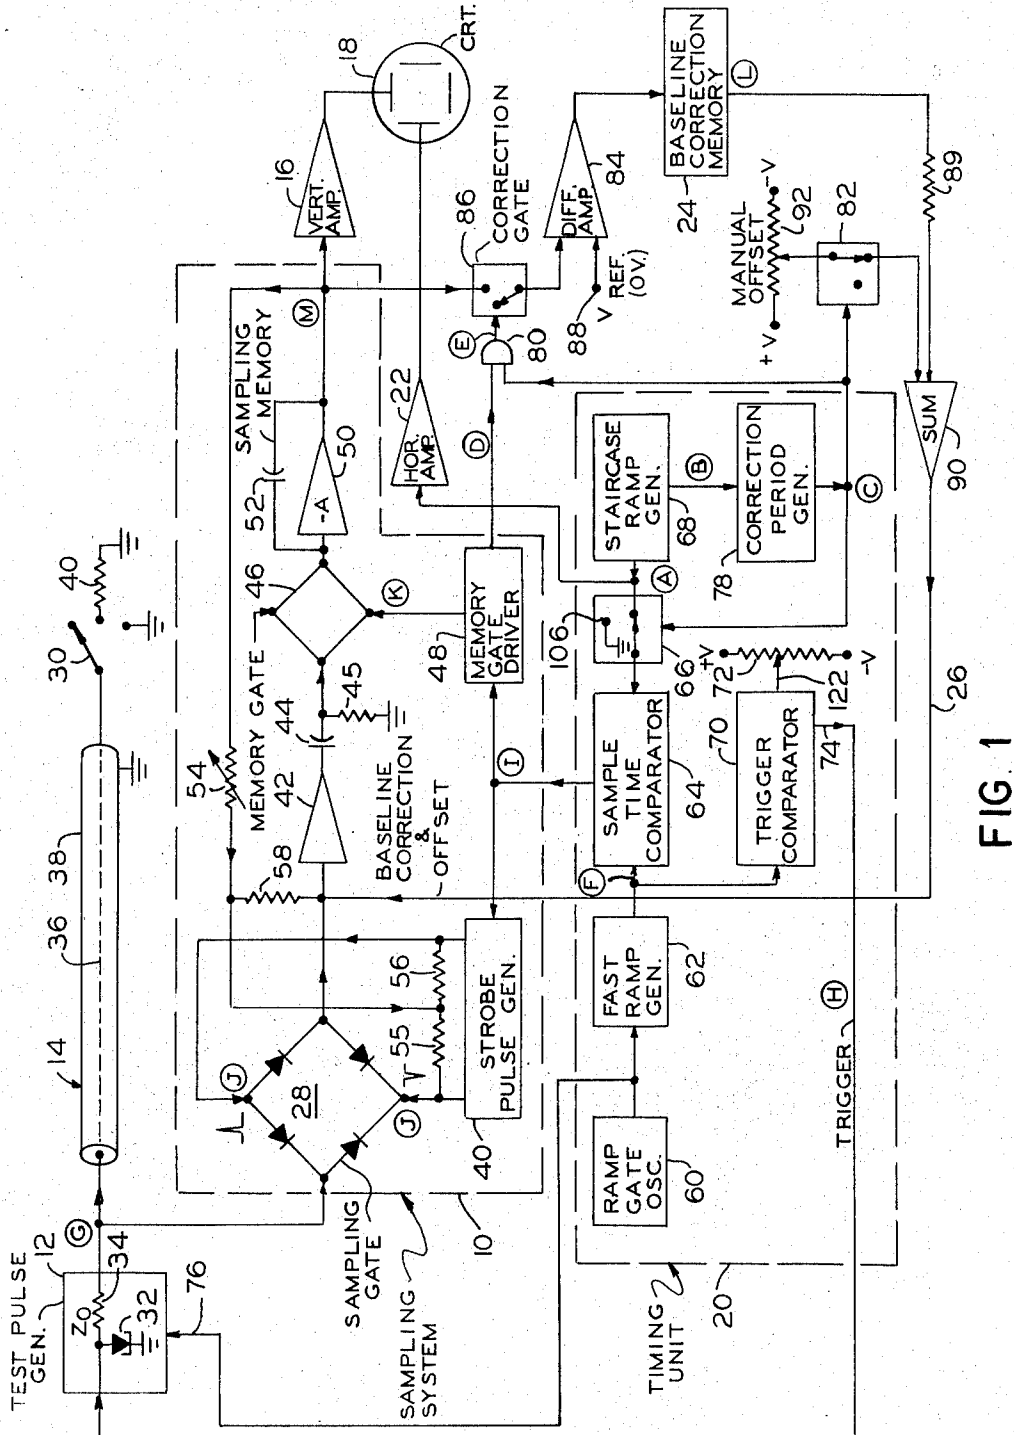 TEST PULSE
GEN.
12
Z0
34
32
76
G
14
36
38
30
40
SAMPLING
GATE
SAMPLING
SYSTEM
10
J
28
J
55
56
58
54
40
STROBE
PULSE GEN.
MEMORY GATE
42
44
45
46
BASELINE
CORRECTION
&
OFFSET
K
48
MEMORY
GATE
DRIVER
I
SAMPLING
MEMORY
52
-A
50
M
VERT.
AMP.
16
18
CRT.
HOR.
AMP.
22
D
E
80
86
CORRECTION
GATE
88
V REF.
(0V.)
DIFF.
AMP.
84
BASELINE
CORRECTION
MEMORY
24
L
89
MANUAL
OFFSET
+V
-V
92
82
SUM
90
26
TIMING
UNIT
20
RAMP
GATE
OSC.
60
FAST
RAMP
GEN.
62
F
SAMPLE
TIME
COMPARATOR
64
66
106
A
STAIRCASE
RAMP
GEN.
68
B
CORRECTION
PERIOD
GEN.
78
C
TRIGGER
COMPARATOR
70
72
+V
-V
122
74
TRIGGER
H
FIG. 1